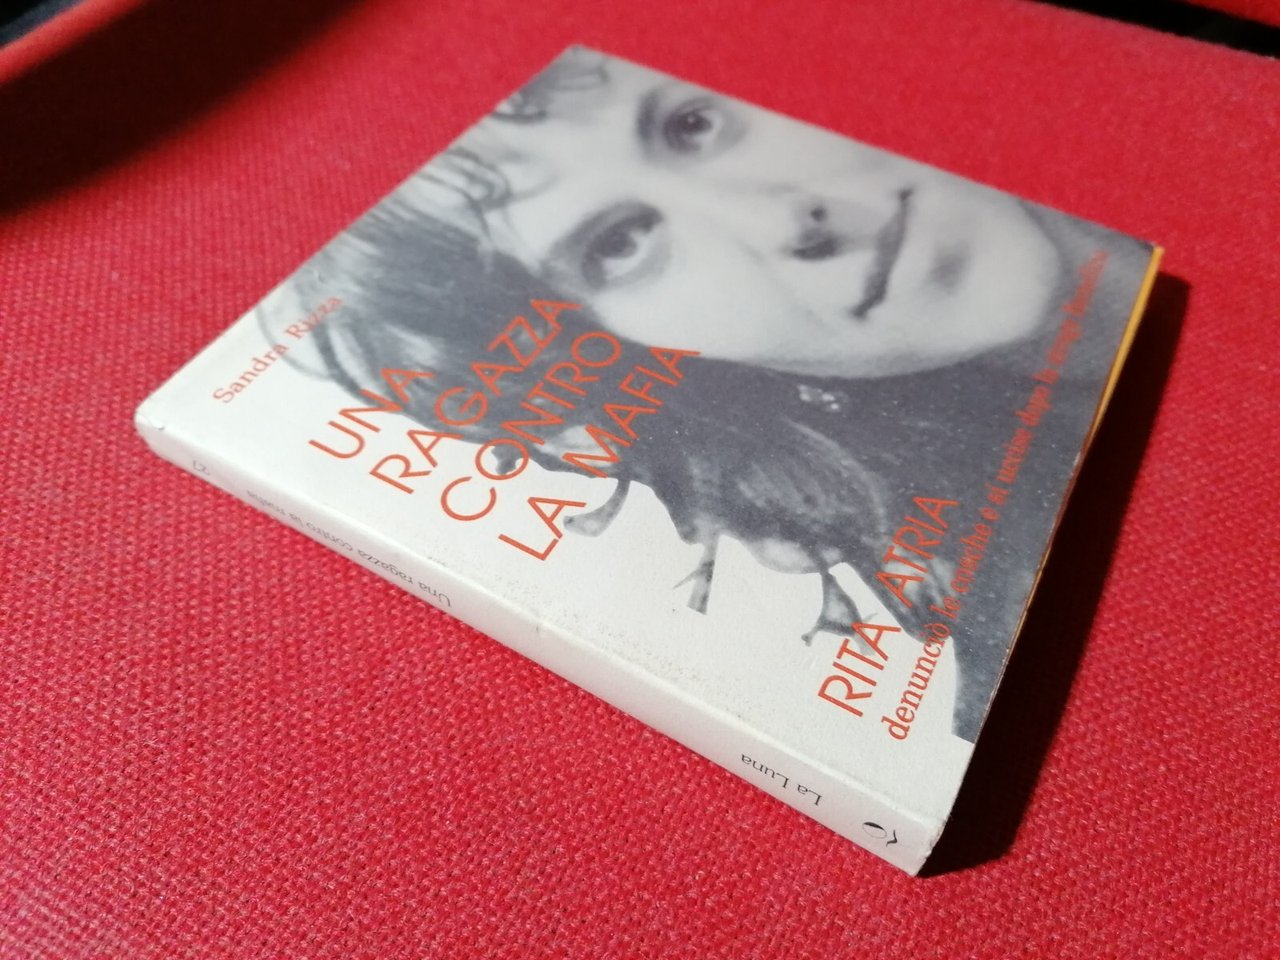 Sandra Rizza
UNA
RAGAZZA
CONTRO
LA MAFIA
RITA ATRIA
denunciò le cosche e si uccise dopo la strage Borsellino
27
Una ragazza contro la mafia
La Luna